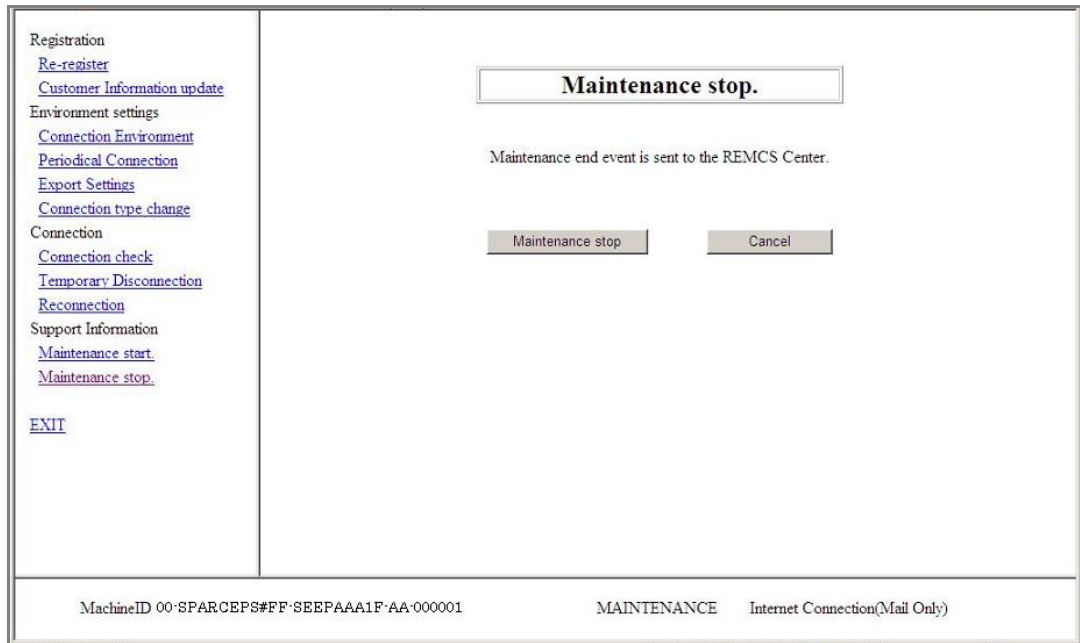 Registration
Re-register
Customer Information update
Environment settings
Connection Environment
Periodical Connection
Export Settings
Connection type change
Connection
Connection check
Temporary Disconnection
Reconnection
Support Information
Maintenance start.
Maintenance stop.
EXIT
Maintenance stop.
Maintenance end event is sent to the REMCS Center.
Maintenance stop Cancel
MachineID 00-SPARCEPS#FF-SEEPAAA1F-AA-000001 MAINTENANCE Internet Connection(Mail Only)